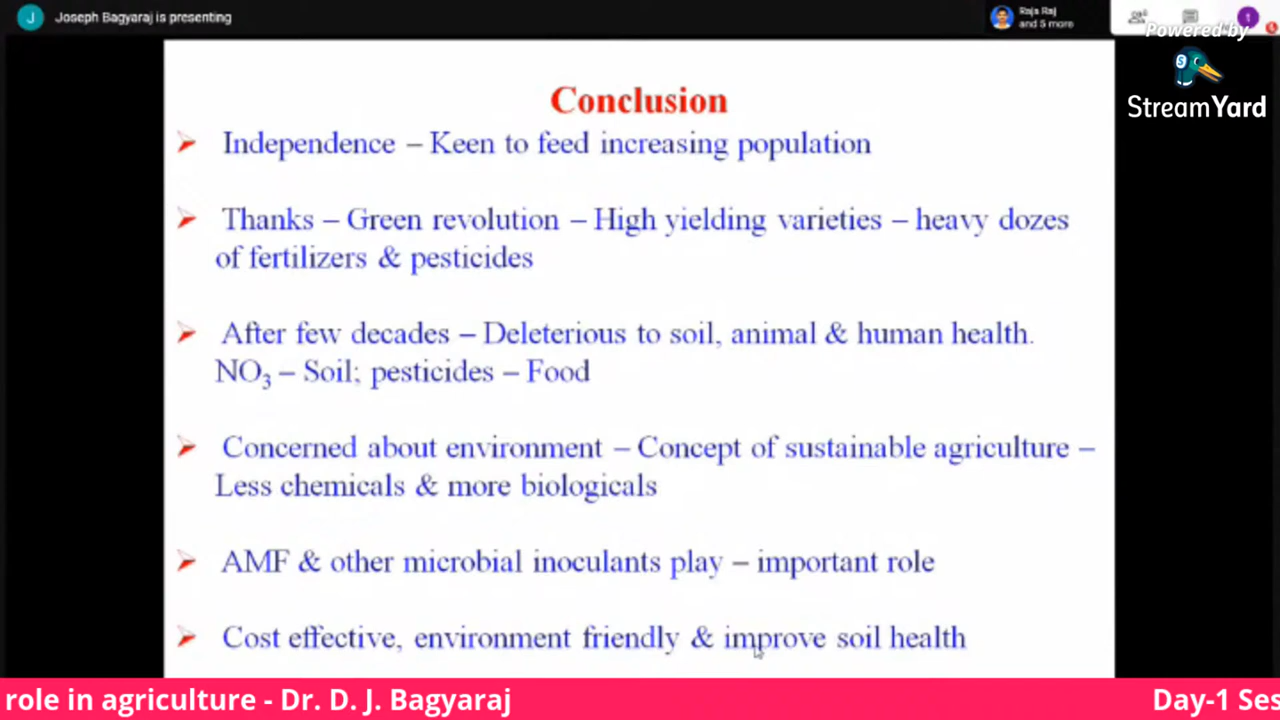 J Joseph Bagyaraj is presenting
Raja Raj
and 5 more
1
Powered by
StreamYard
Conclusion
Independence – Keen to feed increasing population
Thanks – Green revolution – High yielding varieties – heavy dozes
of fertilizers & pesticides
After few decades – Deleterious to soil, animal & human health.
NO₃ – Soil; pesticides – Food
Concerned about environment – Concept of sustainable agriculture –
Less chemicals & more biologicals
AMF & other microbial inoculants play – important role
Cost effective, environment friendly & improve soil health
role in agriculture - Dr. D. J. Bagyaraj Day-1 Ses